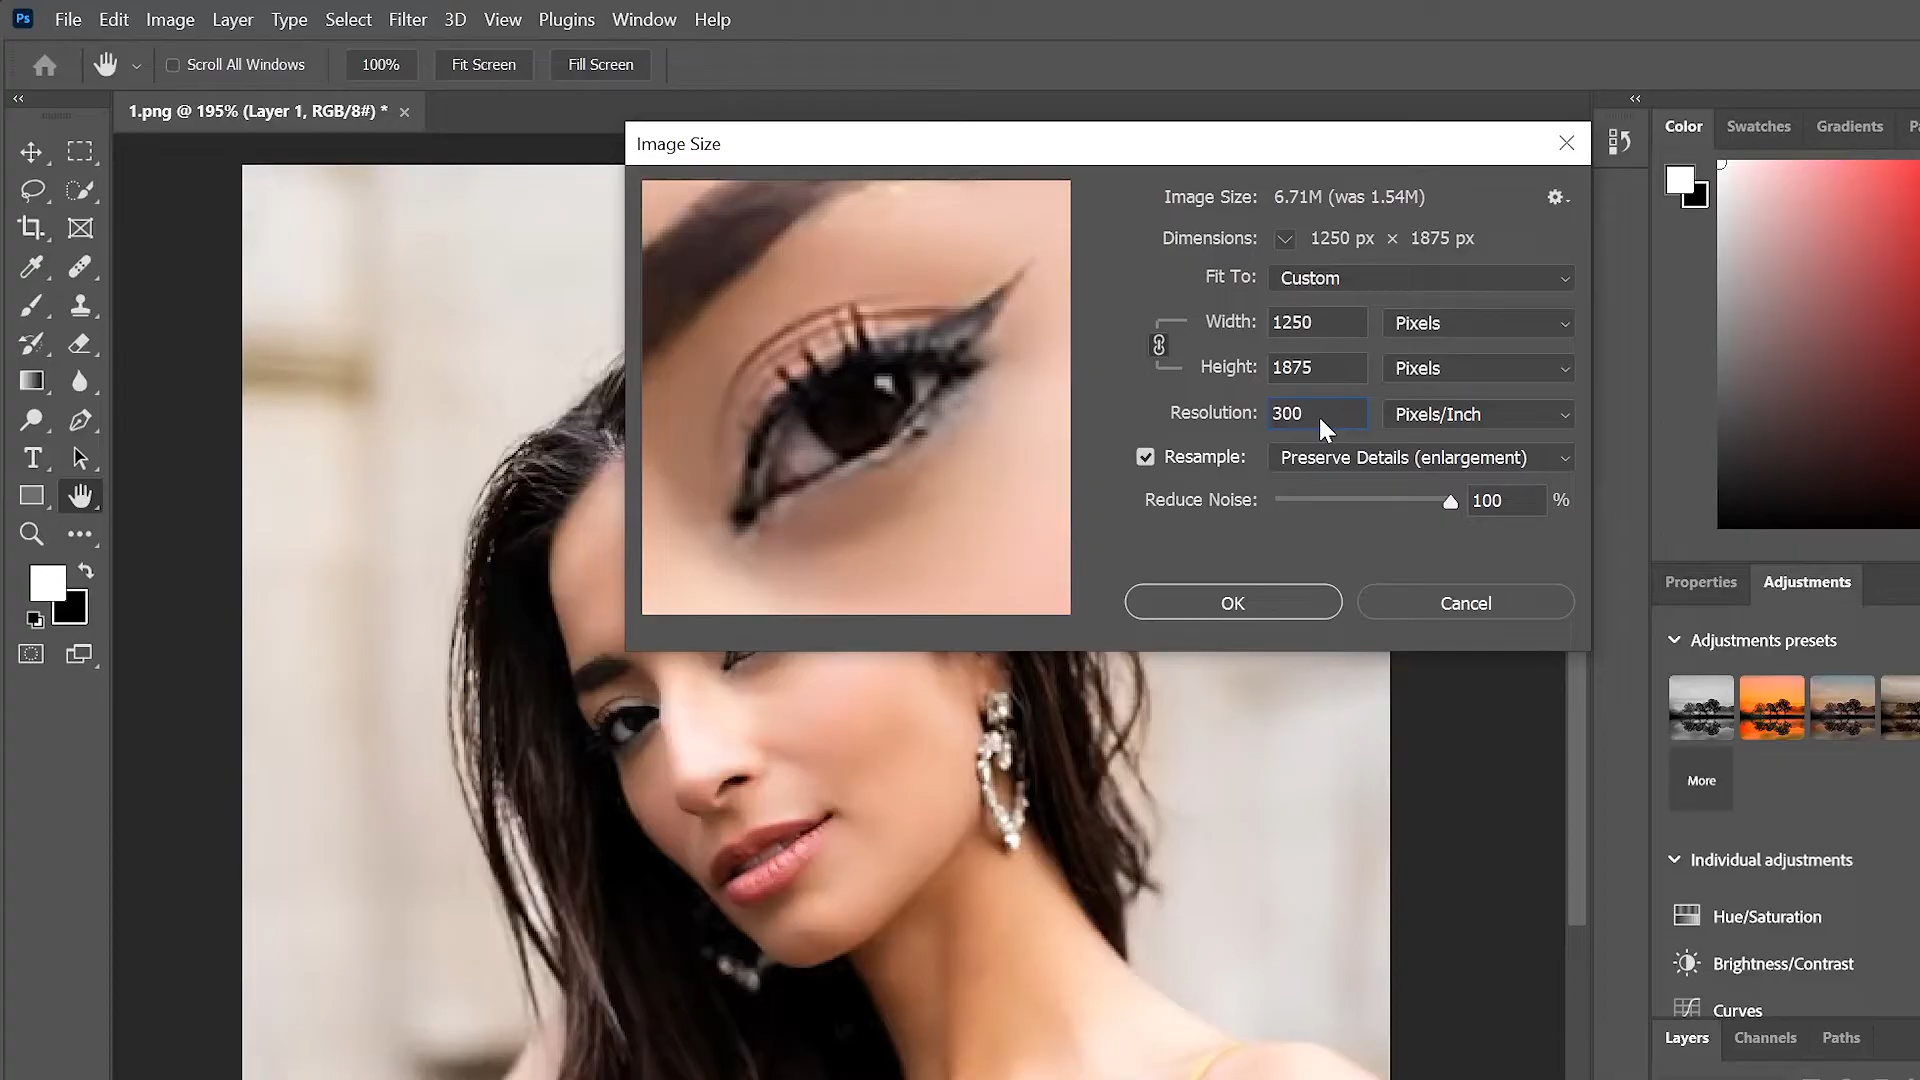 Ps File Edit Image Layer Type Select Filter 3D View Plugins Window Help
Scroll All Windows 100% Fit Screen Fill Screen
1.png @ 195% (Layer 1, RGB/8#) *
Image Size
Image Size: 6.71M (was 1.54M)
Dimensions: 1250 px × 1875 px
Fit To: Custom
Width: 1250 Pixels
Height: 1875 Pixels
Resolution: 300 Pixels/Inch
Resample: Preserve Details (enlargement)
Reduce Noise: 100 %
OK Cancel
Color Swatches Gradients
Properties Adjustments
Adjustments presets
More
Individual adjustments
Hue/Saturation
Brightness/Contrast
Curves
Layers Channels Paths